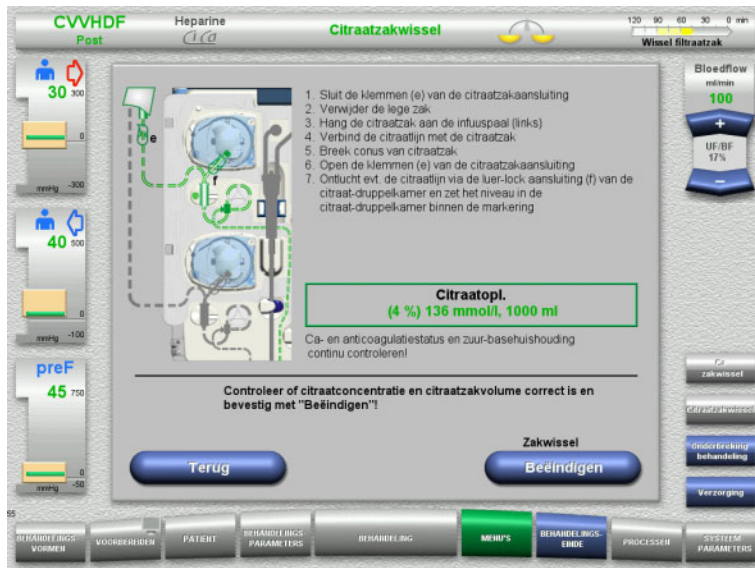 CVVHDF
Post
Heparine
CiCa
Citraatzakwissel
120 90 60 30 0 min
Wissel filtraatzak
30 300
0
mmHg -300
40 500
0
mmHg -100
preF
45 750
0
mmHg -50
e
f
1. Sluit de klemmen (e) van de citraatzakaansluiting
2. Verwijder de lege zak
3. Hang de citraatzak aan de infuuspaal (links)
4. Verbind de citraatlijn met de citraatzak
5. Breek conus van citraatzak
6. Open de klemmen (e) van de citraatzakaansluiting
7. Ontlucht evt. de citraatlijn via de luer-lock aansluiting (f) van de
citraat-druppelkamer en zet het niveau in de
citraat-druppelkamer binnen de markering
Citraatopl.
(4 %) 136 mmol/l, 1000 ml
Ca- en anticoagulatiestatus en zuur-basehuishouding
continu controleren!
Controleer of citraatconcentratie en citraatzakvolume correct is en
bevestig met "Beëindigen"!
Zakwissel
Terug
Beëindigen
Bloedflow
ml/min
100
+
UF/BF
17%
−
Ca
zakwissel
Citraatzakwissel
Onderbreking
behandeling
Verzorging
55
BEHANDELINGS-
VORMEN
VOORBEREIDEN
PATIENT
BEHANDELINGS-
PARAMETERS
BEHANDELING
MENU'S
BEHANDELINGS-
EINDE
PROCESSEN
SYSTEEM
PARAMETERS